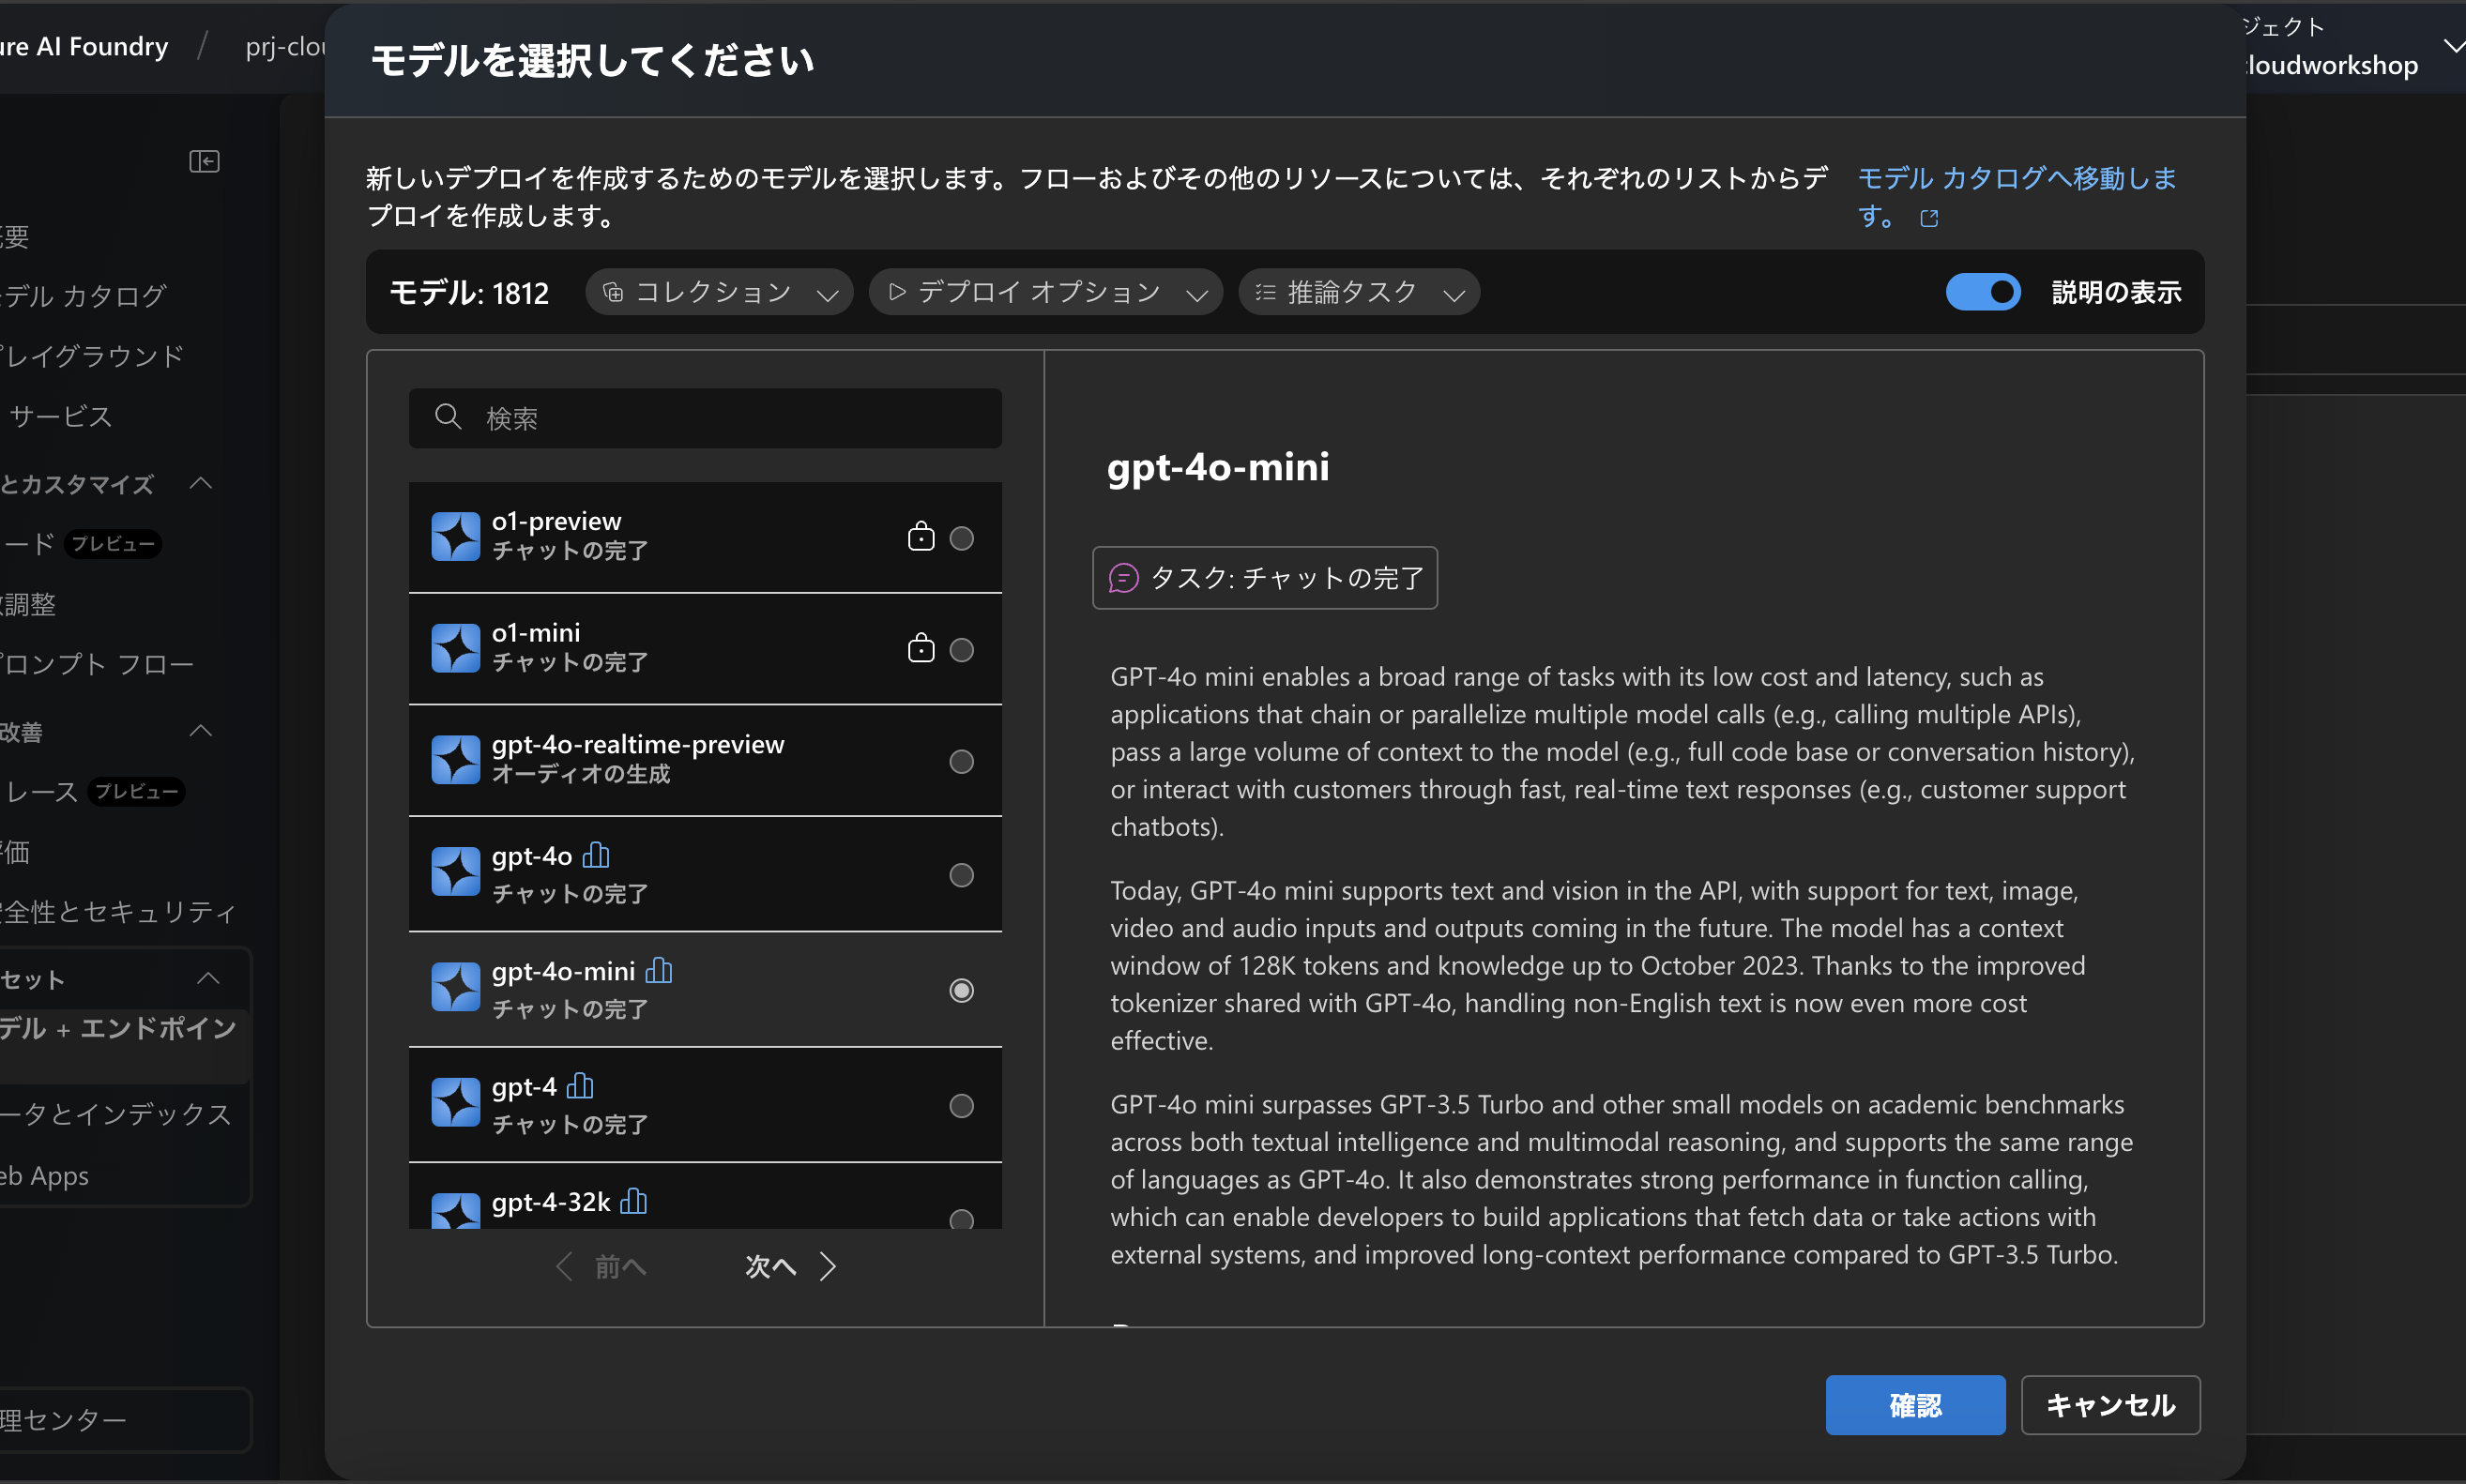 ure AI Foundry / prj-clou
ジェクト
cloudworkshop
概要
モデル カタログ
プレイグラウンド
サービス
とカスタマイズ
ード プレビュー
微調整
プロンプト フロー
改善
レース プレビュー
評価
安全性とセキュリティ
セット
デル + エンドポイン
ータとインデックス
eb Apps
理センター
モデルを選択してください
新しいデプロイを作成するためのモデルを選択します。フローおよびその他のリソースについては、それぞれのリストからデ
プロイを作成します。
モデル カタログへ移動しま
す。
モデル: 1812
コレクション
デプロイ オプション
推論タスク
説明の表示
検索
o1-preview
チャットの完了
o1-mini
チャットの完了
gpt-4o-realtime-preview
オーディオの生成
gpt-4o
チャットの完了
gpt-4o-mini
チャットの完了
gpt-4
チャットの完了
gpt-4-32k
前へ
次へ
gpt-4o-mini
タスク: チャットの完了
GPT-4o mini enables a broad range of tasks with its low cost and latency, such as
applications that chain or parallelize multiple model calls (e.g., calling multiple APIs),
pass a large volume of context to the model (e.g., full code base or conversation history),
or interact with customers through fast, real-time text responses (e.g., customer support
chatbots).
Today, GPT-4o mini supports text and vision in the API, with support for text, image,
video and audio inputs and outputs coming in the future. The model has a context
window of 128K tokens and knowledge up to October 2023. Thanks to the improved
tokenizer shared with GPT-4o, handling non-English text is now even more cost
effective.
GPT-4o mini surpasses GPT-3.5 Turbo and other small models on academic benchmarks
across both textual intelligence and multimodal reasoning, and supports the same range
of languages as GPT-4o. It also demonstrates strong performance in function calling,
which can enable developers to build applications that fetch data or take actions with
external systems, and improved long-context performance compared to GPT-3.5 Turbo.
確認
キャンセル